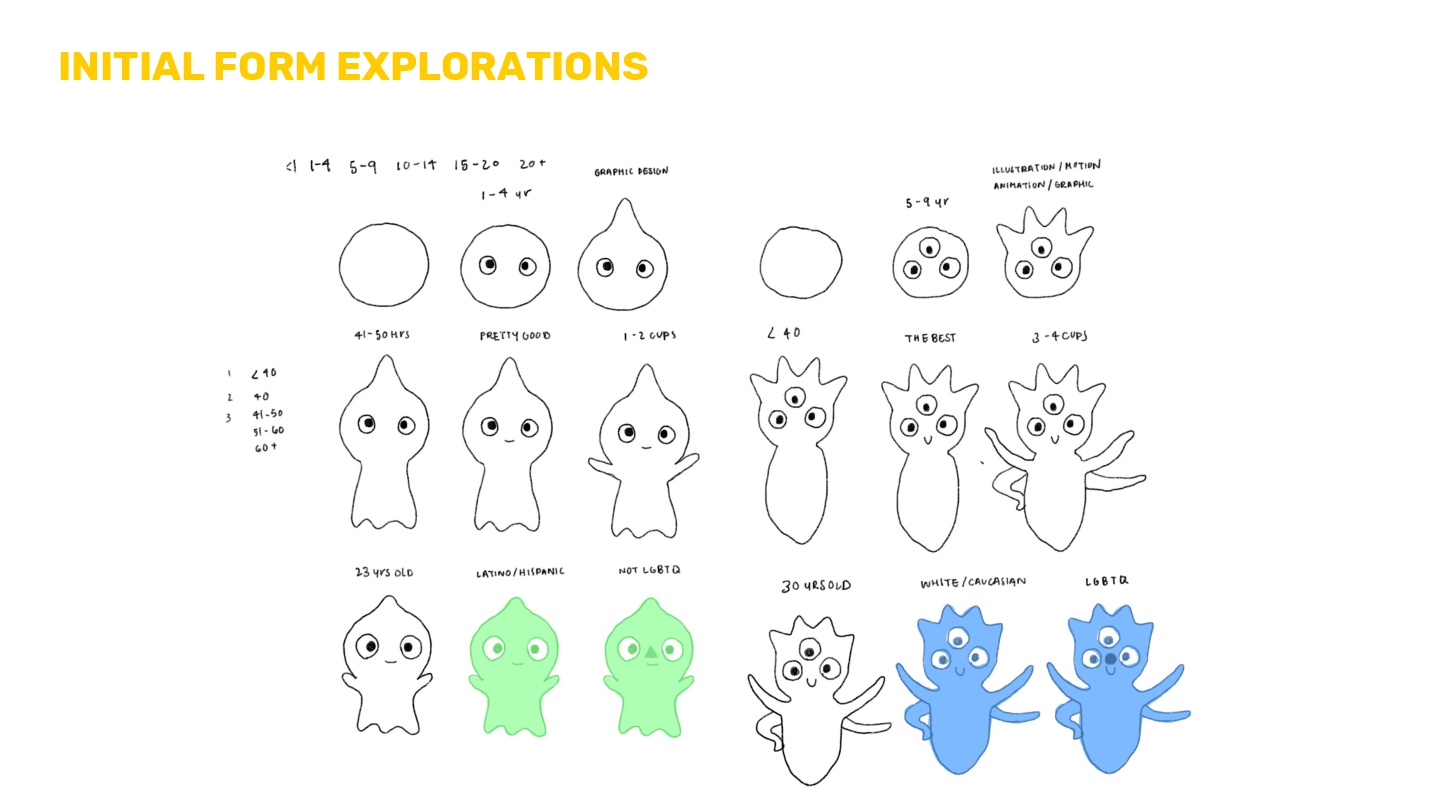 INITIAL FORM EXPLORATIONS
<1 1-4 5-9 10-14 15-20 20+
1-4 yr
GRAPHIC DESIGN
5-9 yr
ILLUSTRATION / MOTION
ANIMATION / GRAPHIC
41-50 HRS
PRETTY GOOD
1-2 CUPS
< 40
THE BEST
3-4 CUPS
1 < 40
2 40
3 41-50
51-60
60+
23 yrs OLD
LATINO/HISPANIC
NOT LGBTQ
30 YRS OLD
WHITE/CAUCASIAN
LGBTQ